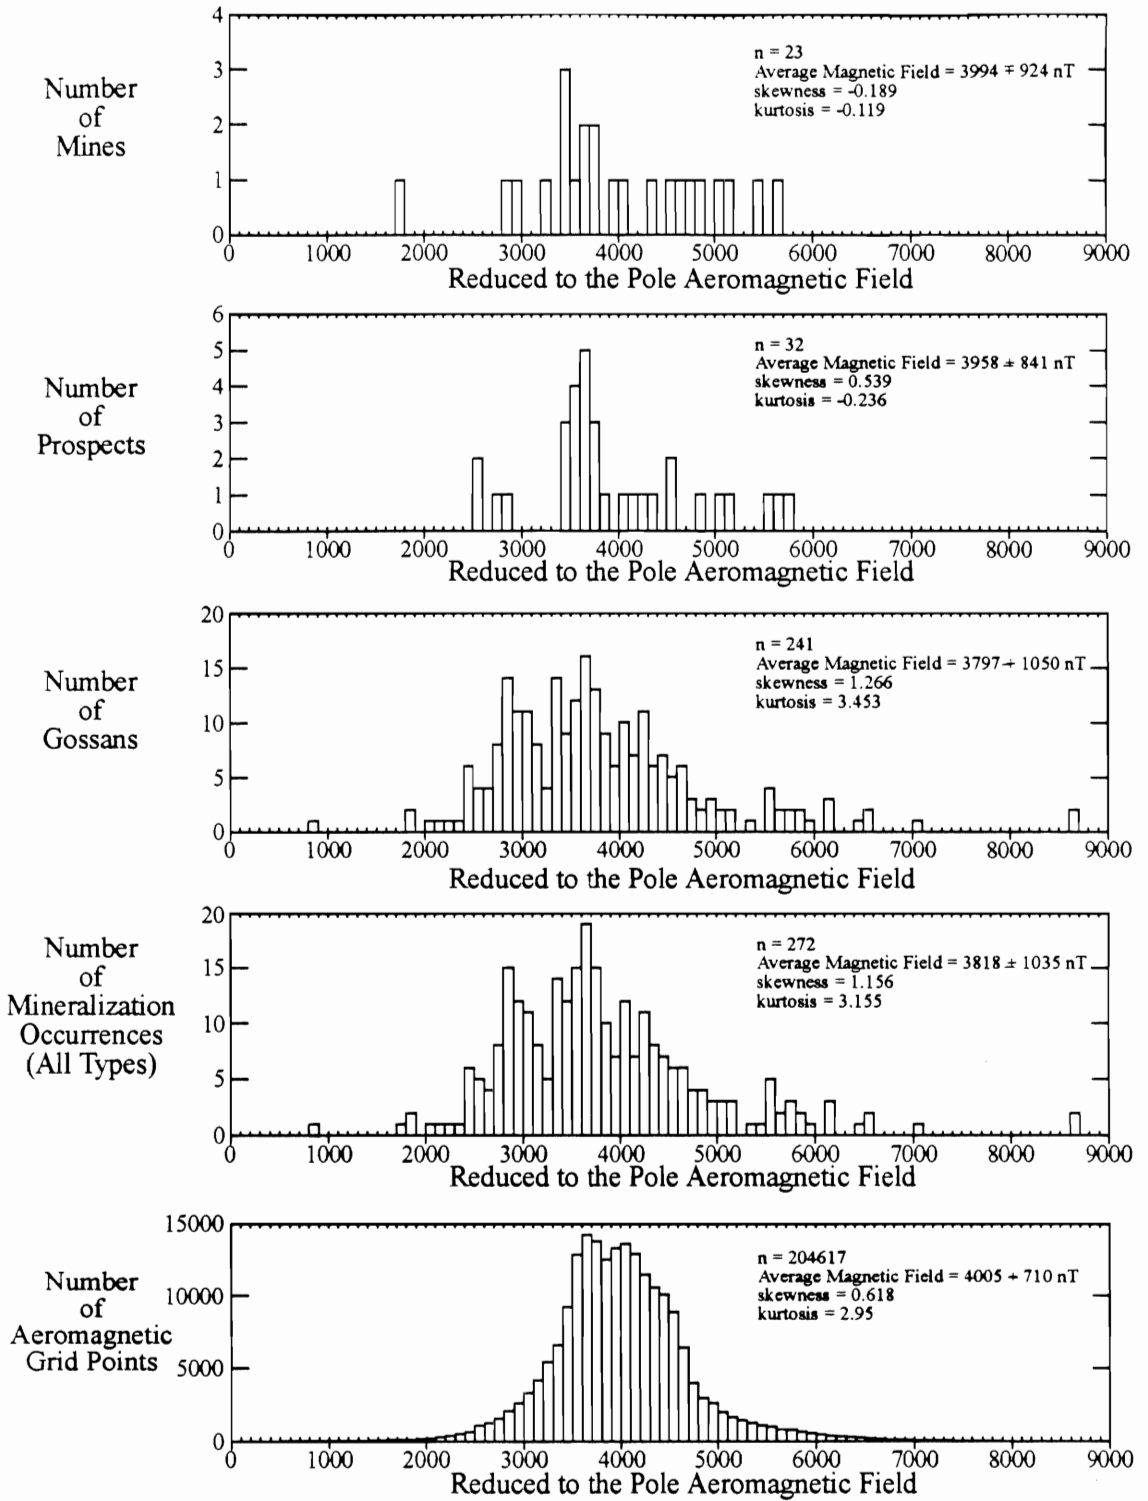 4
3
2
1
0
Number
of
Mines
n = 23
Average Magnetic Field = 3994 ∓ 924 nT
skewness = -0.189
kurtosis = -0.119
0 1000 2000 3000 4000 5000 6000 7000 8000 9000
Reduced to the Pole Aeromagnetic Field
6
5
4
3
2
1
0
Number
of
Prospects
n = 32
Average Magnetic Field = 3958 ± 841 nT
skewness = 0.539
kurtosis = -0.236
0 1000 2000 3000 4000 5000 6000 7000 8000 9000
Reduced to the Pole Aeromagnetic Field
20
15
10
5
0
Number
of
Gossans
n = 241
Average Magnetic Field = 3797 + 1050 nT
skewness = 1.266
kurtosis = 3.453
0 1000 2000 3000 4000 5000 6000 7000 8000 9000
Reduced to the Pole Aeromagnetic Field
20
15
10
5
0
Number
of
Mineralization
Occurrences
(All Types)
n = 272
Average Magnetic Field = 3818 ± 1035 nT
skewness = 1.156
kurtosis = 3.155
0 1000 2000 3000 4000 5000 6000 7000 8000 9000
Reduced to the Pole Aeromagnetic Field
15000
10000
5000
0
Number
of
Aeromagnetic
Grid Points
n = 204617
Average Magnetic Field = 4005 + 710 nT
skewness = 0.618
kurtosis = 2.95
0 1000 2000 3000 4000 5000 6000 7000 8000 9000
Reduced to the Pole Aeromagnetic Field